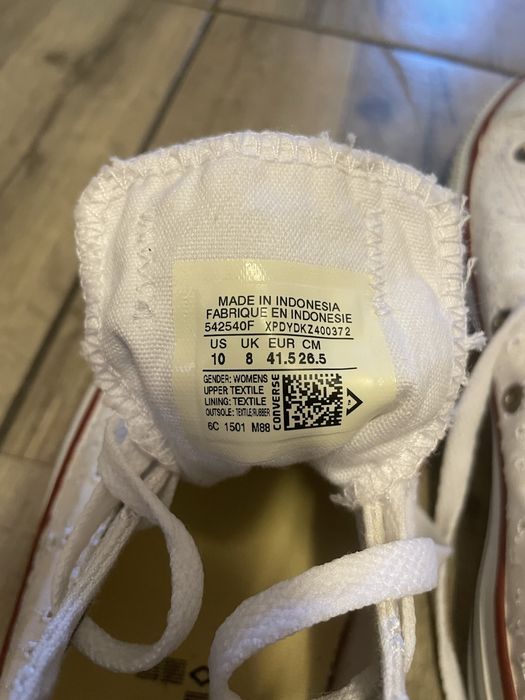 MADE IN INDONESIA
FABRIQUE EN INDONESIE
542540F XPDYDKZ400372
US UK EUR CM
10 8 41.5 26.5
GENDER: WOMENS
UPPER TEXTILE
LINING: TEXTILE
OUTSOLE: TEXTILE/RUBBER
6C 1501 M88
CONVERSE